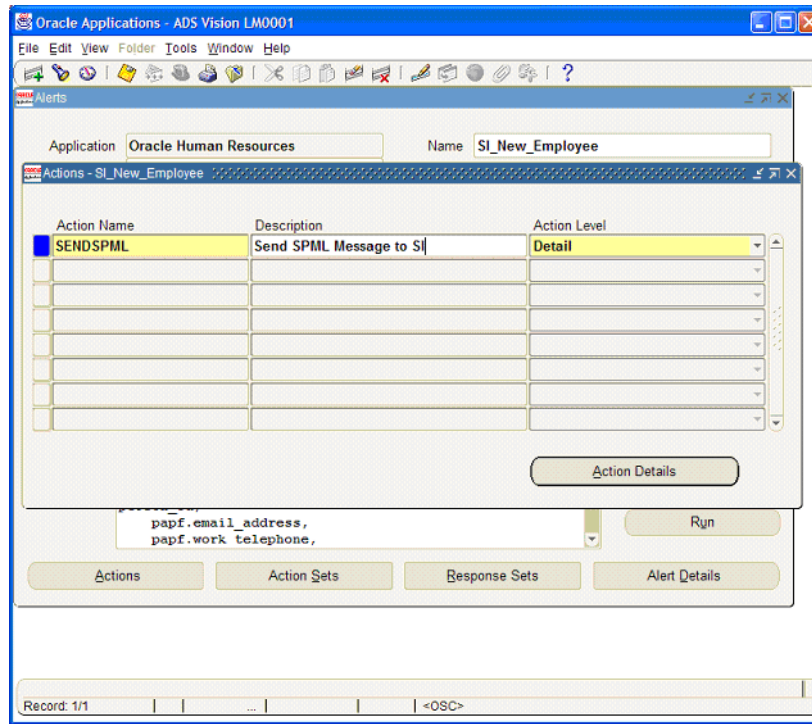 Oracle Applications - ADS Vision LM0001
File Edit View Folder Tools Window Help
Alerts
Application Oracle Human Resources Name SI_New_Employee
Actions - SI_New_Employee
Action Name Description Action Level
SENDSPML Send SPML Message to SI Detail
Action Details
papf.email_address,
papf.work_telephone,
Run
Actions Action Sets Response Sets Alert Details
Record: 1/1 ... <OSC>